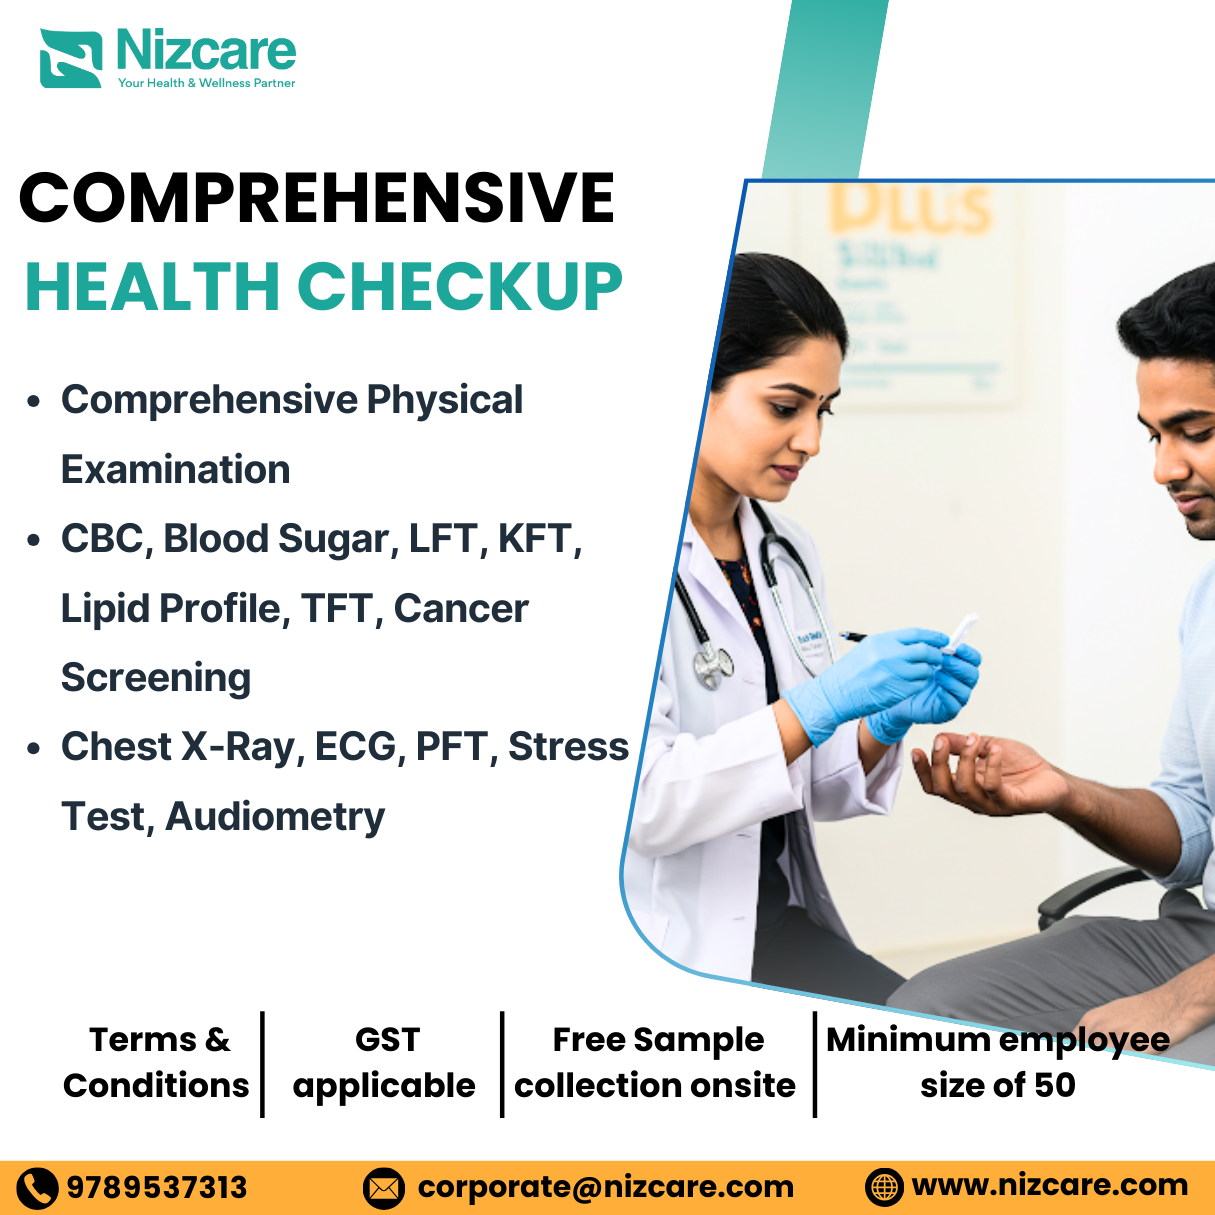 Nizcare
Your Health & Wellness Partner
COMPREHENSIVE
HEALTH CHECKUP
• Comprehensive Physical
Examination
• CBC, Blood Sugar, LFT, KFT,
Lipid Profile, TFT, Cancer
Screening
• Chest X-Ray, ECG, PFT, Stress
Test, Audiometry
PLUS
Terms &
Conditions
GST
applicable
Free Sample
collection onsite
Minimum employee
size of 50
9789537313
corporate@nizcare.com
www.nizcare.com